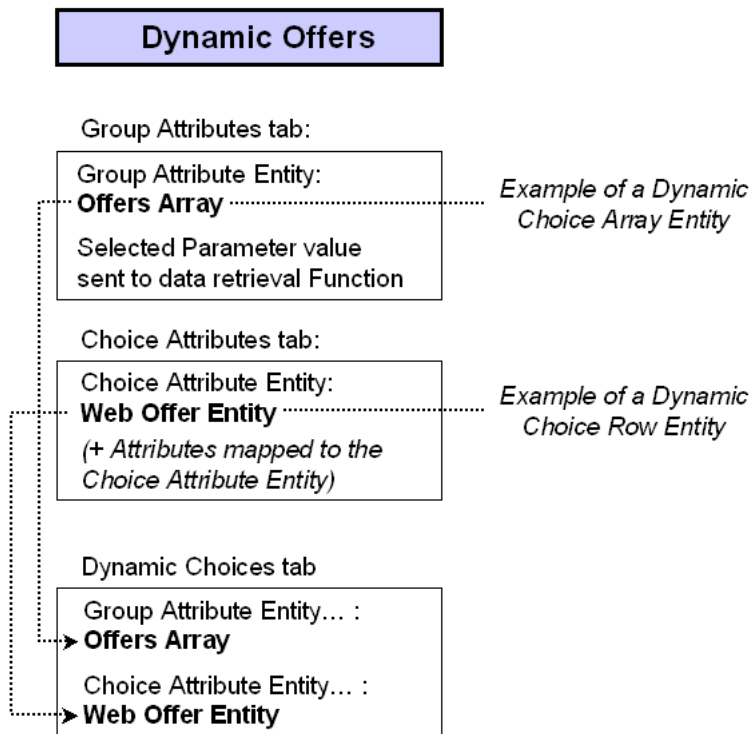 Dynamic Offers
Group Attributes tab:
Group Attribute Entity:
Offers Array
Selected Parameter value
sent to data retrieval Function
Example of a Dynamic
Choice Array Entity
Choice Attributes tab:
Choice Attribute Entity:
Web Offer Entity
(+ Attributes mapped to the
Choice Attribute Entity)
Example of a Dynamic
Choice Row Entity
Dynamic Choices tab
Group Attribute Entity... :
Offers Array
Choice Attribute Entity... :
Web Offer Entity